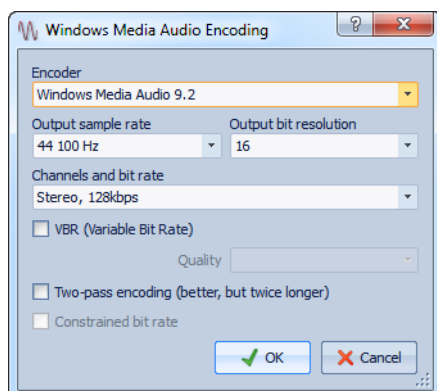 Windows Media Audio Encoding
Encoder
Windows Media Audio 9.2
Output sample rate Output bit resolution
44 100 Hz 16
Channels and bit rate
Stereo, 128kbps
VBR (Variable Bit Rate)
Quality
Two-pass encoding (better, but twice longer)
Constrained bit rate
OK Cancel